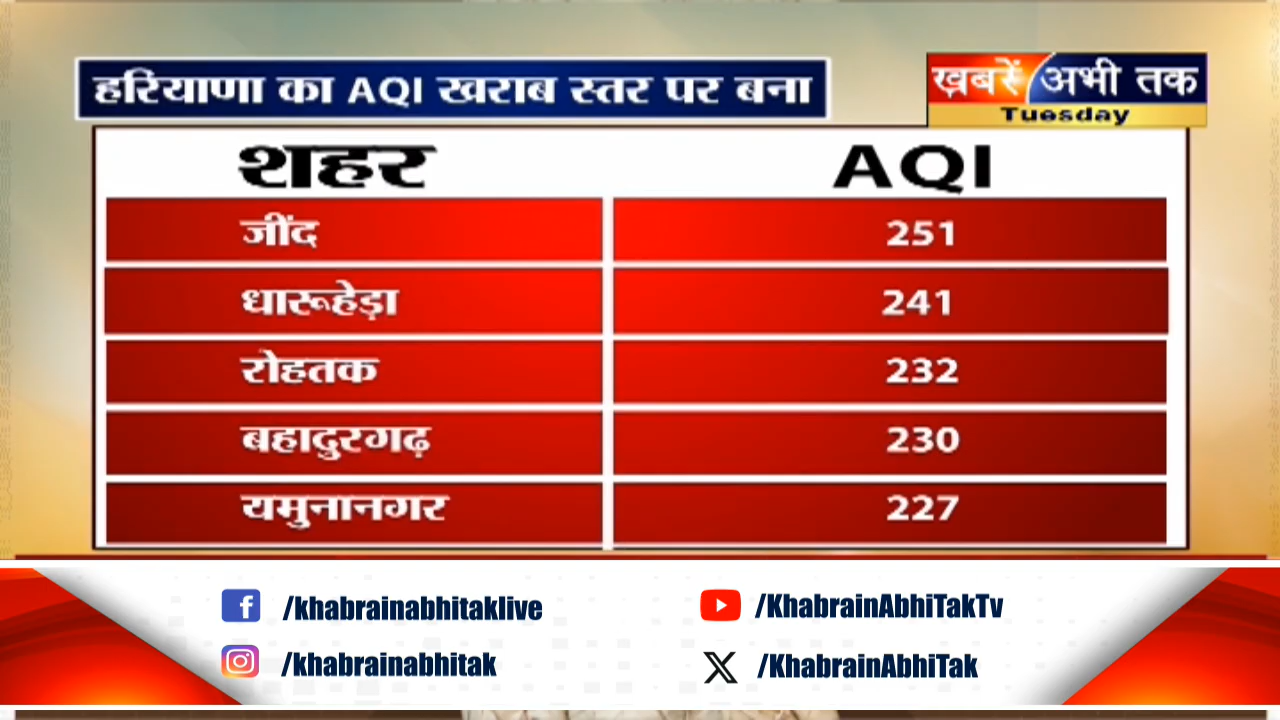 हरियाणा का AQI खराब स्तर पर बना
ख़बरें अभी तक
Tuesday
शहर AQI
जींद 251
धारूहेड़ा 241
रोहतक 232
बहादुरगढ़ 230
यमुनानगर 227
/khabrainabhitaklive /KhabrainAbhiTakTv
/khabrainabhitak /KhabrainAbhiTak